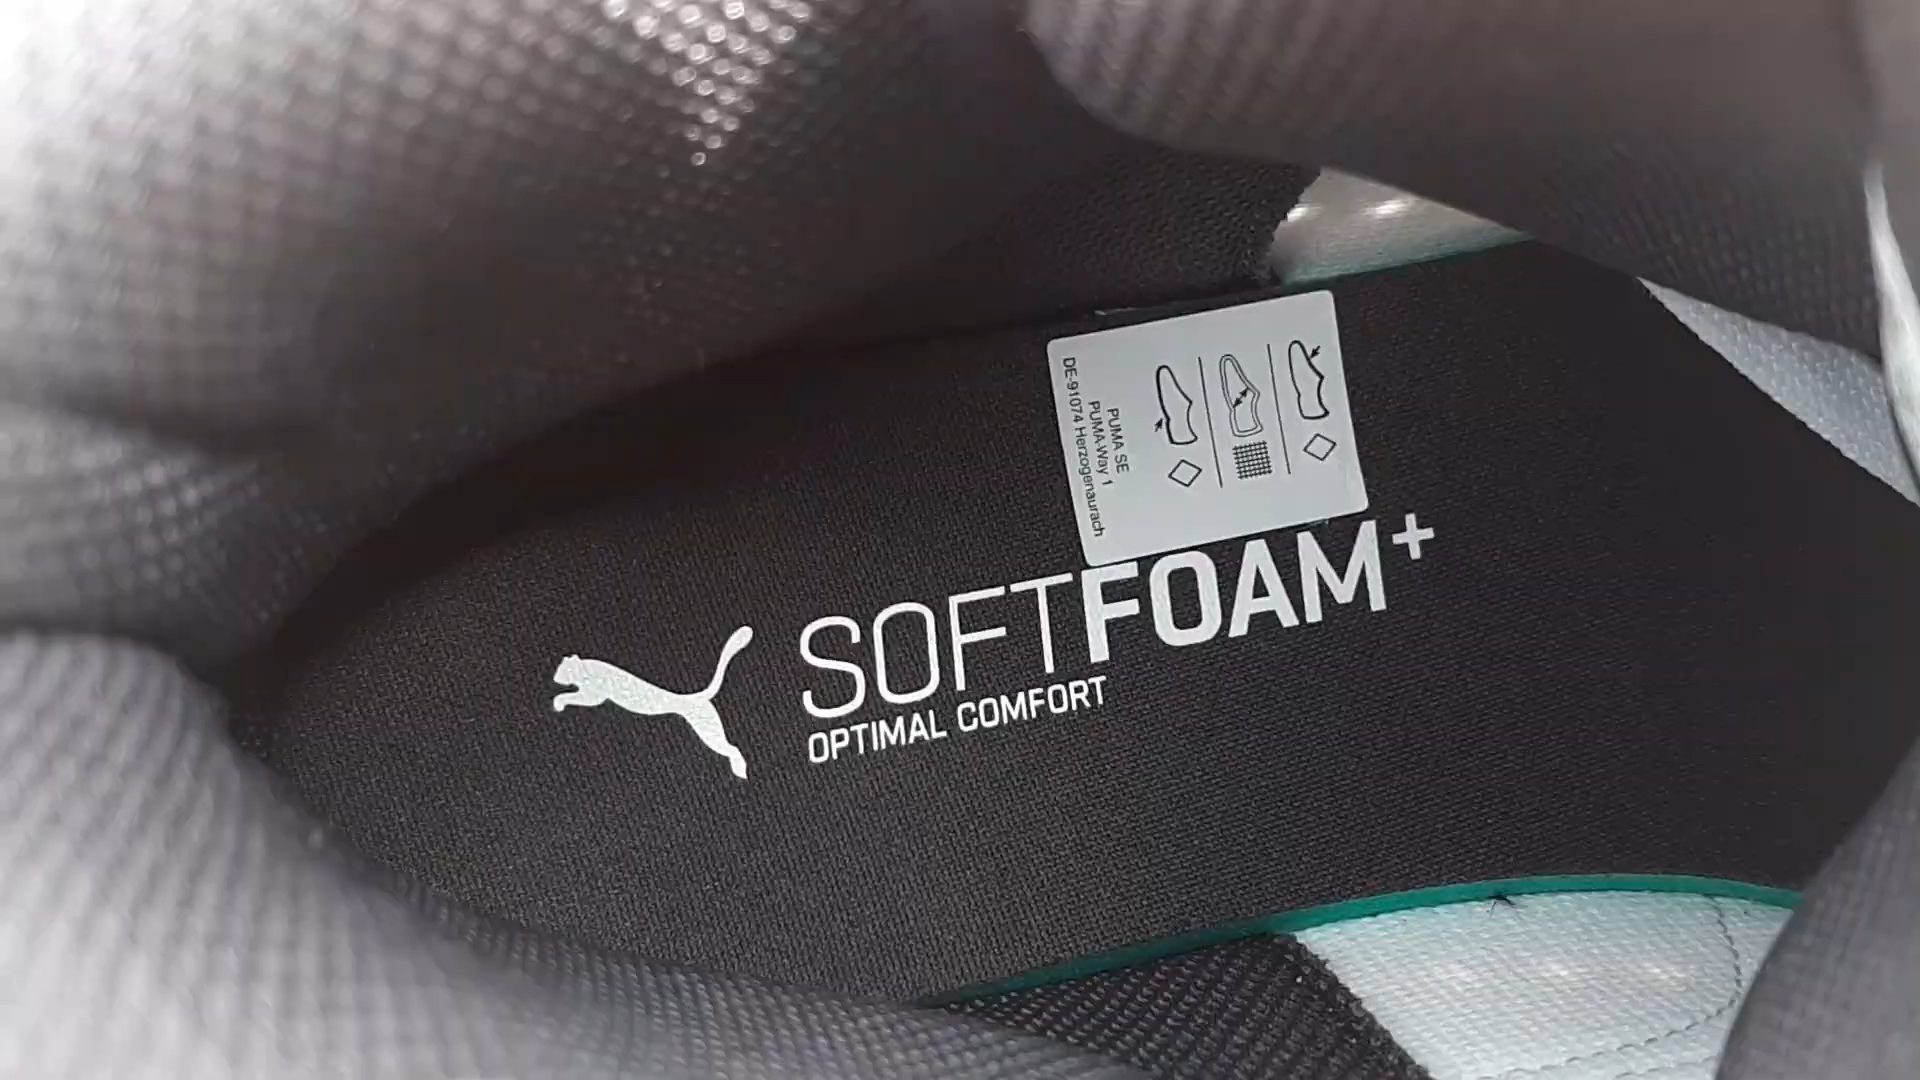 PUMA SE
PUMA Way 1
DE-91074 Herzogenaurach
SOFTFOAM+
OPTIMAL COMFORT